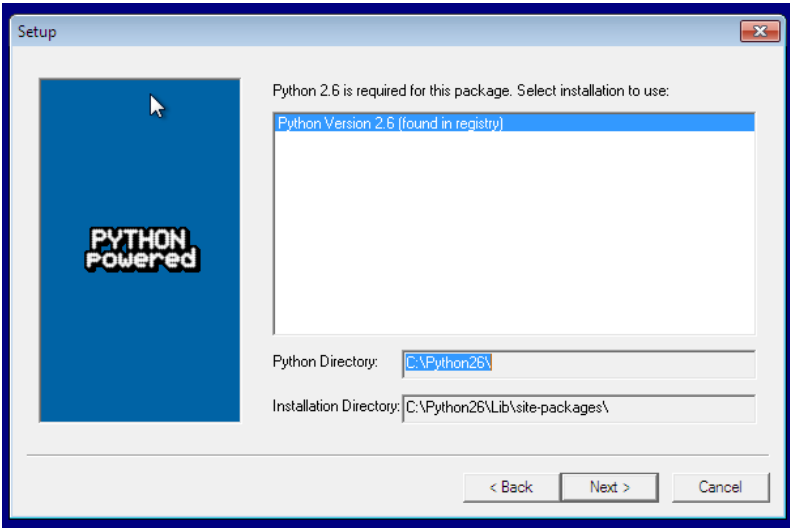 Setup
Python 2.6 is required for this package. Select installation to use:
Python Version 2.6 (found in registry)
PYTHON
powered
Python Directory: C:\Python26\
Installation Directory: C:\Python26\Lib\site-packages\
< Back Next > Cancel